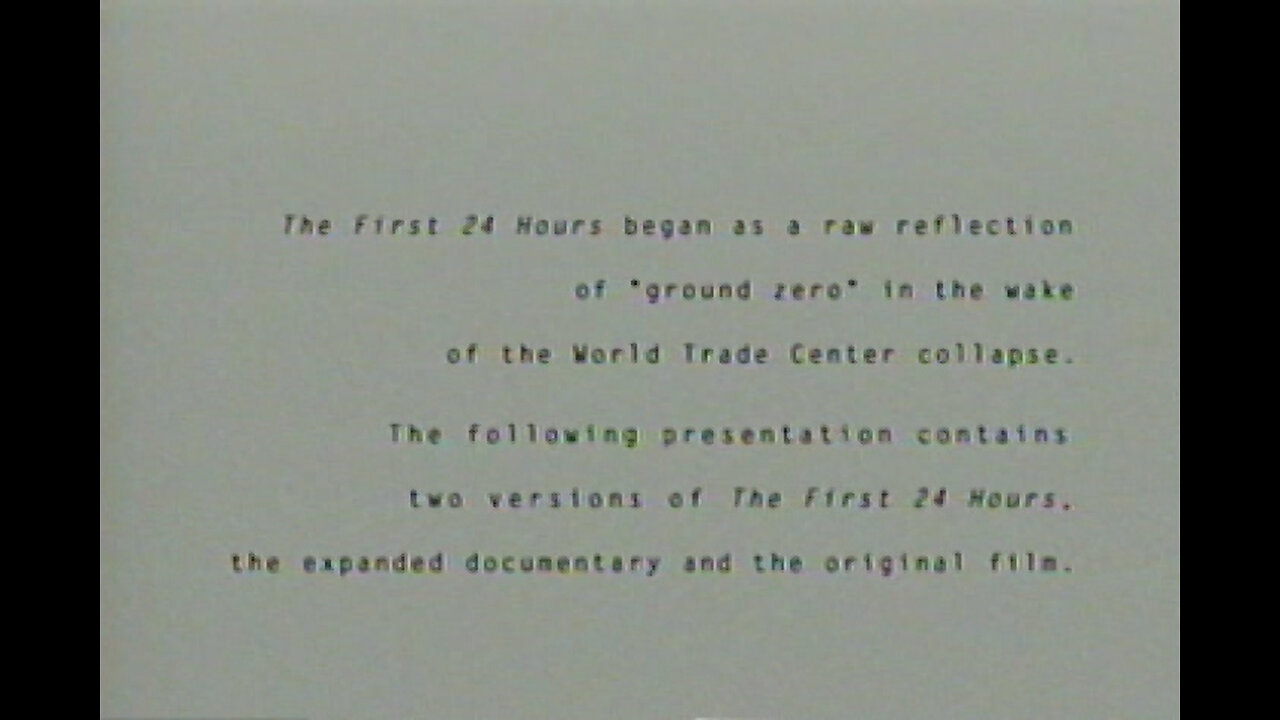 The First 24 Hours began as a raw reflection
of "ground zero" in the wake
of the World Trade Center collapse.
The following presentation contains
two versions of The First 24 Hours,
the expanded documentary and the original film.